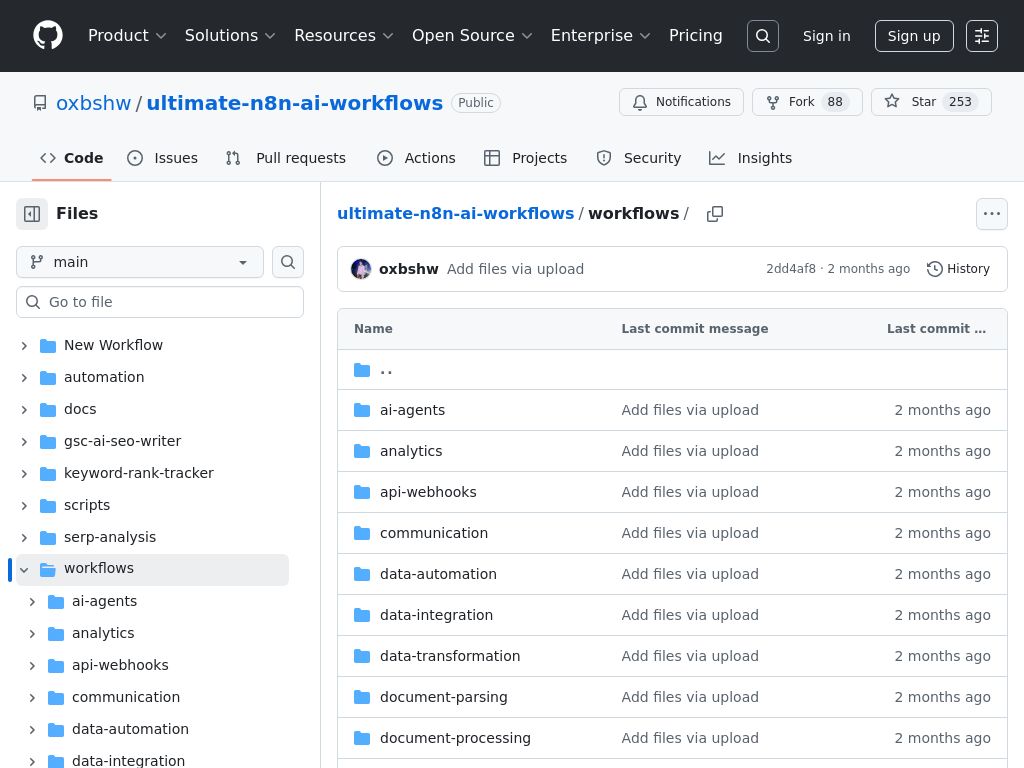 Product Solutions Resources Open Source Enterprise Pricing Sign in Sign up
oxbshw / ultimate-n8n-ai-workflows Public Notifications Fork 88 Star 253
Code Issues Pull requests Actions Projects Security Insights
Files
main
Go to file
New Workflow
automation
docs
gsc-ai-seo-writer
keyword-rank-tracker
scripts
serp-analysis
workflows
ai-agents
analytics
api-webhooks
communication
data-automation
data-integration
ultimate-n8n-ai-workflows / workflows /
oxbshw Add files via upload 2dd4af8 · 2 months ago History
Name Last commit message Last commit ...
..
ai-agents Add files via upload 2 months ago
analytics Add files via upload 2 months ago
api-webhooks Add files via upload 2 months ago
communication Add files via upload 2 months ago
data-automation Add files via upload 2 months ago
data-integration Add files via upload 2 months ago
data-transformation Add files via upload 2 months ago
document-parsing Add files via upload 2 months ago
document-processing Add files via upload 2 months ago